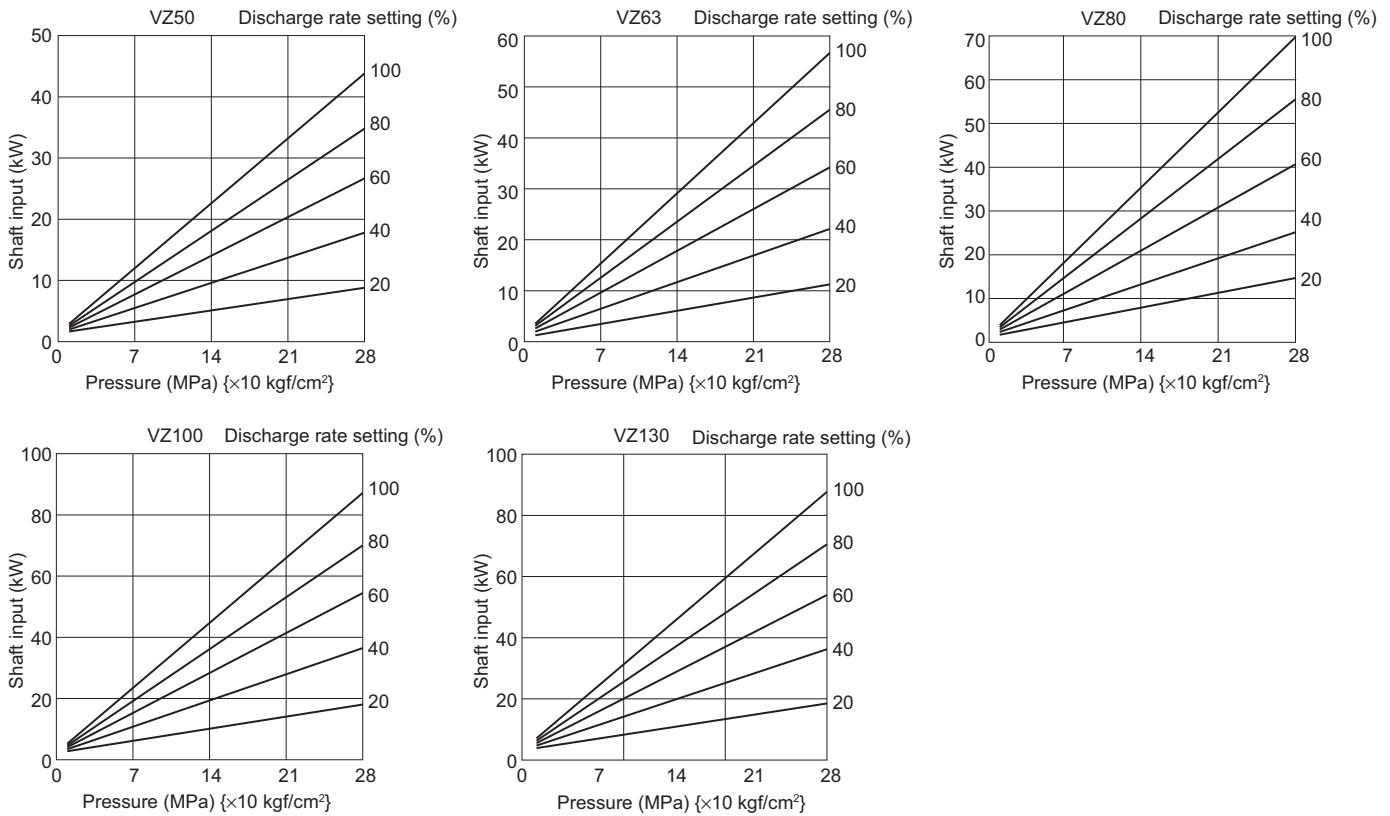 VZ50 Discharge rate setting (%)
50
40
30
20
10
0
Shaft input (kW)
100
80
60
40
20
0 7 14 21 28
Pressure (MPa) {×10 kgf/cm²}
VZ63 Discharge rate setting (%)
60
50
40
30
20
10
0
Shaft input (kW)
100
80
60
40
20
0 7 14 21 28
Pressure (MPa) {×10 kgf/cm²}
VZ80 Discharge rate setting (%)
70
60
50
40
30
20
10
0
Shaft input (kW)
100
80
60
40
20
0 7 14 21 28
Pressure (MPa) {×10 kgf/cm²}
VZ100 Discharge rate setting (%)
100
80
60
40
20
0
Shaft input (kW)
100
80
60
40
20
0 7 14 21 28
Pressure (MPa) {×10 kgf/cm²}
VZ130 Discharge rate setting (%)
100
80
60
40
20
0
Shaft input (kW)
100
80
60
40
20
0 7 14 21 28
Pressure (MPa) {×10 kgf/cm²}